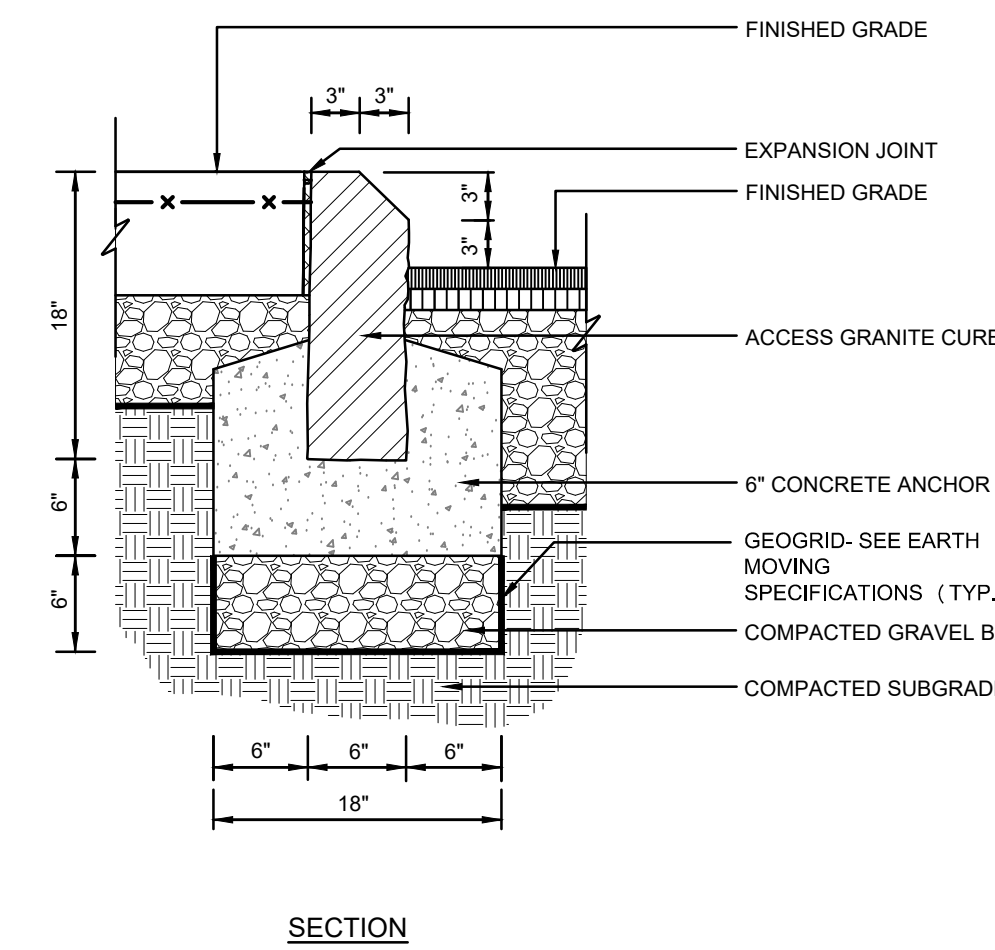 FINISHED GRADE
3" 3"
EXPANSION JOINT
FINISHED GRADE
3"
3"
18"
ACCESS GRANITE CURB
6"
6" CONCRETE ANCHOR
GEOGRID- SEE EARTH
MOVING
SPECIFICATIONS (TYP.
6"
COMPACTED GRAVEL B
COMPACTED SUBGRADE
6" 6" 6"
18"
SECTION